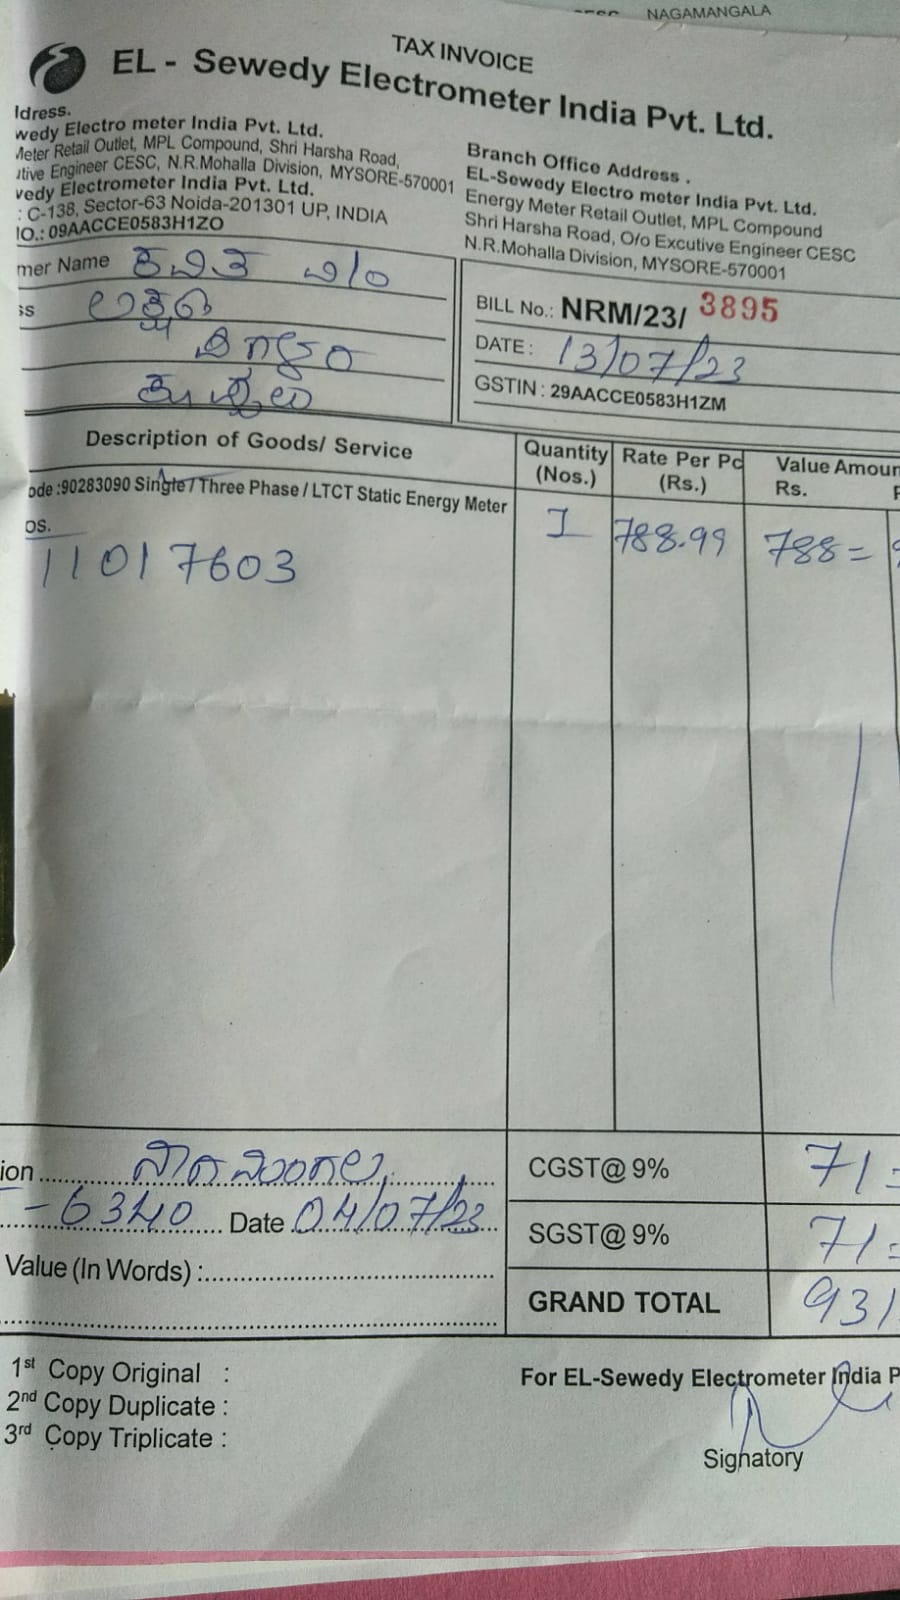 NAGAMANGALA
TAX INVOICE
EL - Sewedy Electrometer India Pvt. Ltd.
ldress.
wedy Electro meter India Pvt. Ltd.
Meter Retail Outlet, MPL Compound, Shri Harsha Road,
utive Engineer CESC, N.R.Mohalla Division, MYSORE-570001
vedy Electrometer India Pvt. Ltd.
: C-138, Sector-63 Noida-201301 UP, INDIA
IO.: 09AACCE0583H1ZO
Branch Office Address .
EL-Sewedy Electro meter India Pvt. Ltd.
Energy Meter Retail Outlet, MPL Compound
Shri Harsha Road, O/o Excutive Engineer CESC
N.R.Mohalla Division, MYSORE-570001
mer Name ಕವಿತ
ss
BILL No.: NRM/23/ 3895
DATE : 13/07/23
GSTIN : 29AACCE0583H1ZM
Description of Goods/ Service
Quantity (Nos.)
Rate Per Pc (Rs.)
Value Amoun
Rs.
ode :90283090 Single / Three Phase / LTCT Static Energy Meter
os.
11017603
1 788.99 788=
ion ನಾಗಮಂಗಲ
CGST@ 9% 71=
-6340 Date 04/07/23
SGST@ 9% 71=
Value (In Words) :
GRAND TOTAL 931
1st Copy Original :
2nd Copy Duplicate :
3rd Copy Triplicate :
For EL-Sewedy Electrometer India P
Signatory